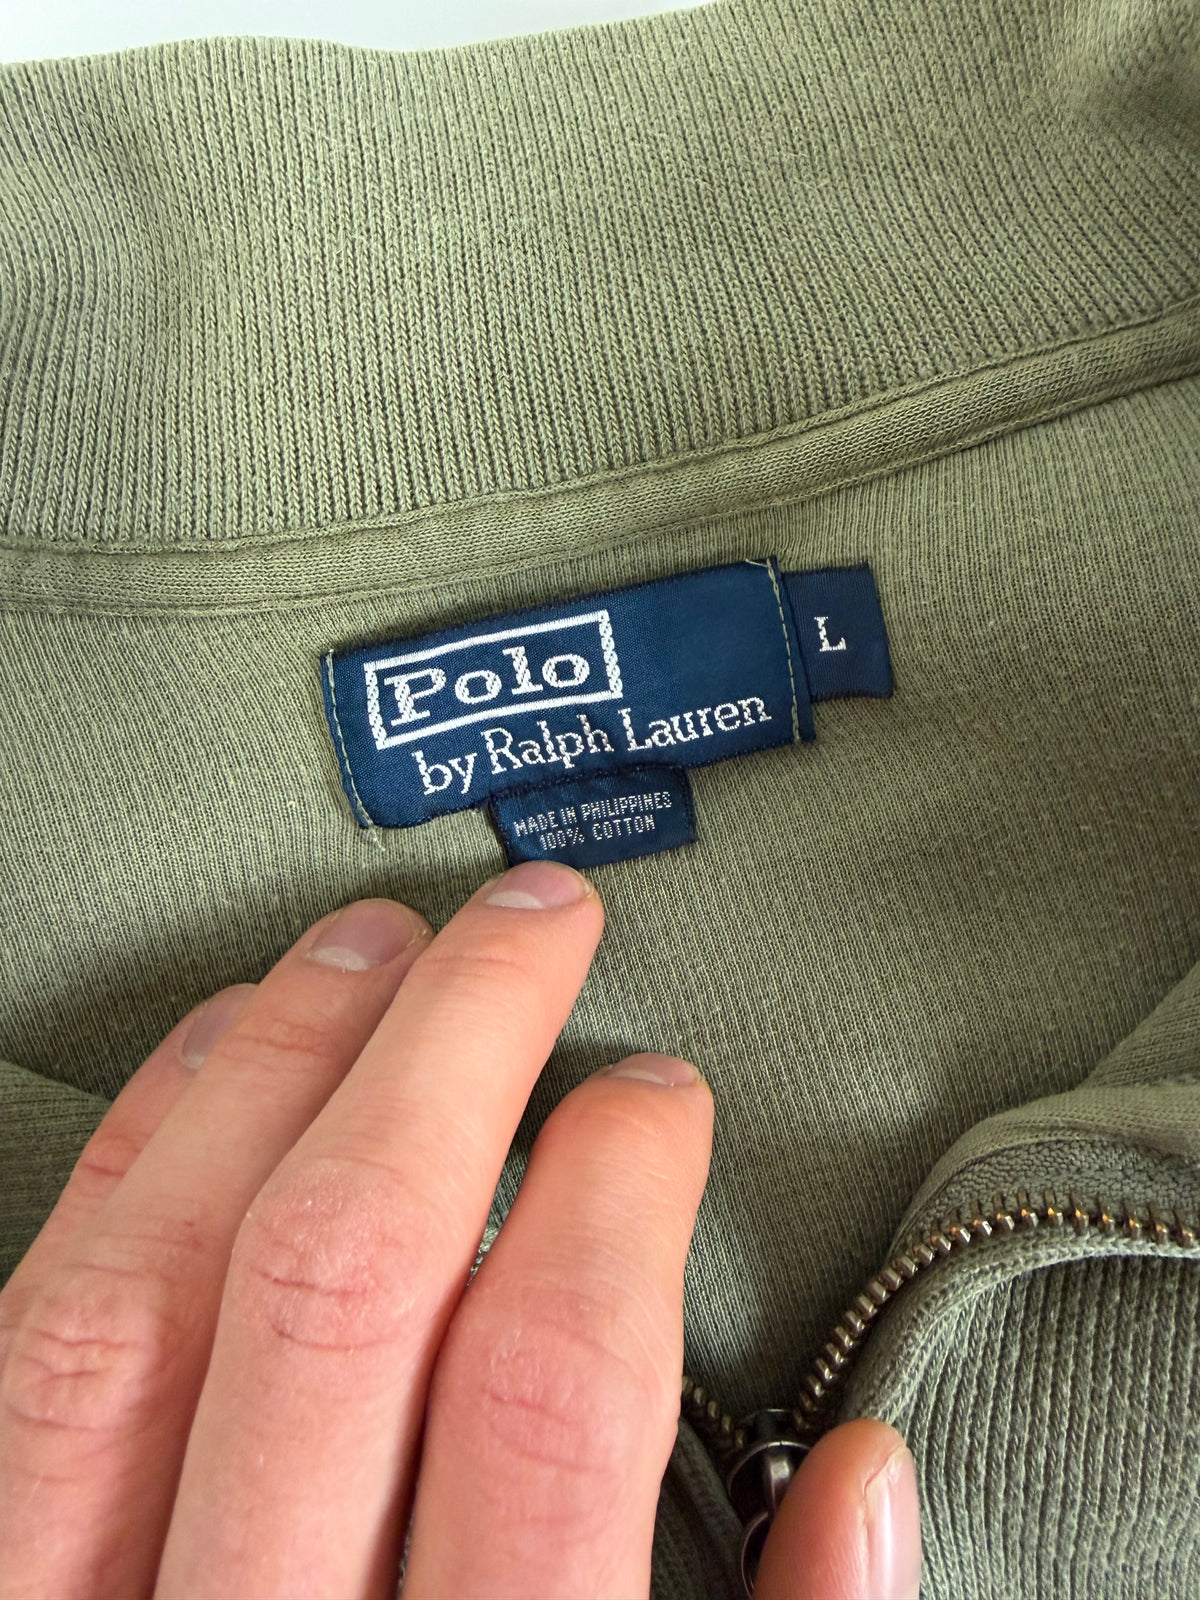 Polo
by Ralph Lauren
L
MADE IN PHILIPPINES
100% COTTON